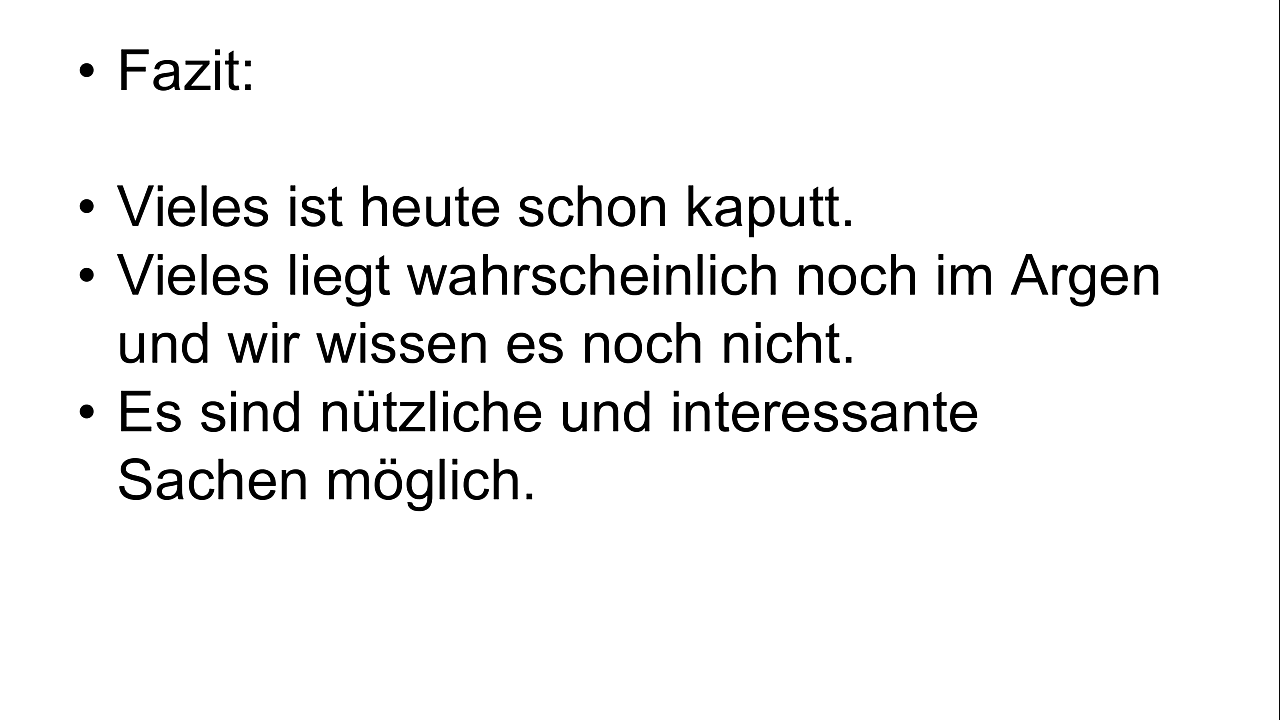 • Fazit:
• Vieles ist heute schon kaputt.
• Vieles liegt wahrscheinlich noch im Argen
und wir wissen es noch nicht.
• Es sind nützliche und interessante
Sachen möglich.